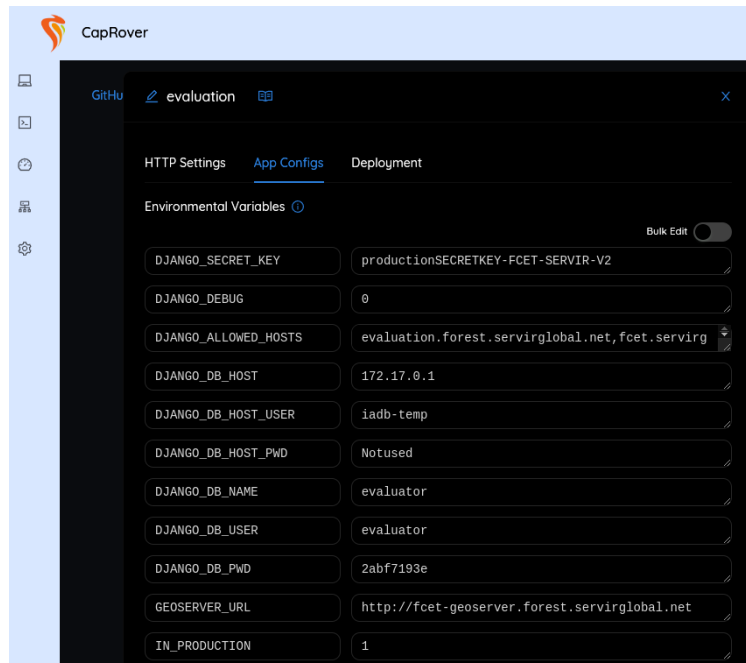 CapRover
GitHu
evaluation
HTTP Settings App Configs Deployment
Environmental Variables
Bulk Edit
DJANGO_SECRET_KEY productionSECRETKEY-FCET-SERVIR-V2
DJANGO_DEBUG 0
DJANGO_ALLOWED_HOSTS evaluation.forest.servirglobal.net,fcet.servirg
DJANGO_DB_HOST 172.17.0.1
DJANGO_DB_HOST_USER iadb-temp
DJANGO_DB_HOST_PWD Notused
DJANGO_DB_NAME evaluator
DJANGO_DB_USER evaluator
DJANGO_DB_PWD 2abf7193e
GEOSERVER_URL http://fcet-geoserver.forest.servirglobal.net
IN_PRODUCTION 1